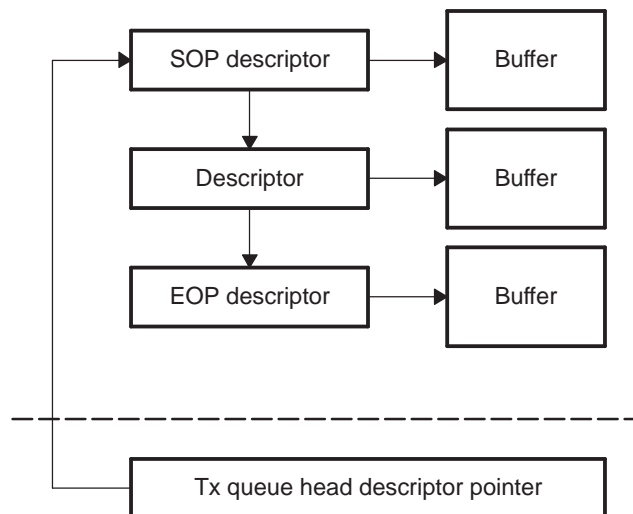 SOP descriptor
Buffer
Descriptor
Buffer
EOP descriptor
Buffer
Tx queue head descriptor pointer